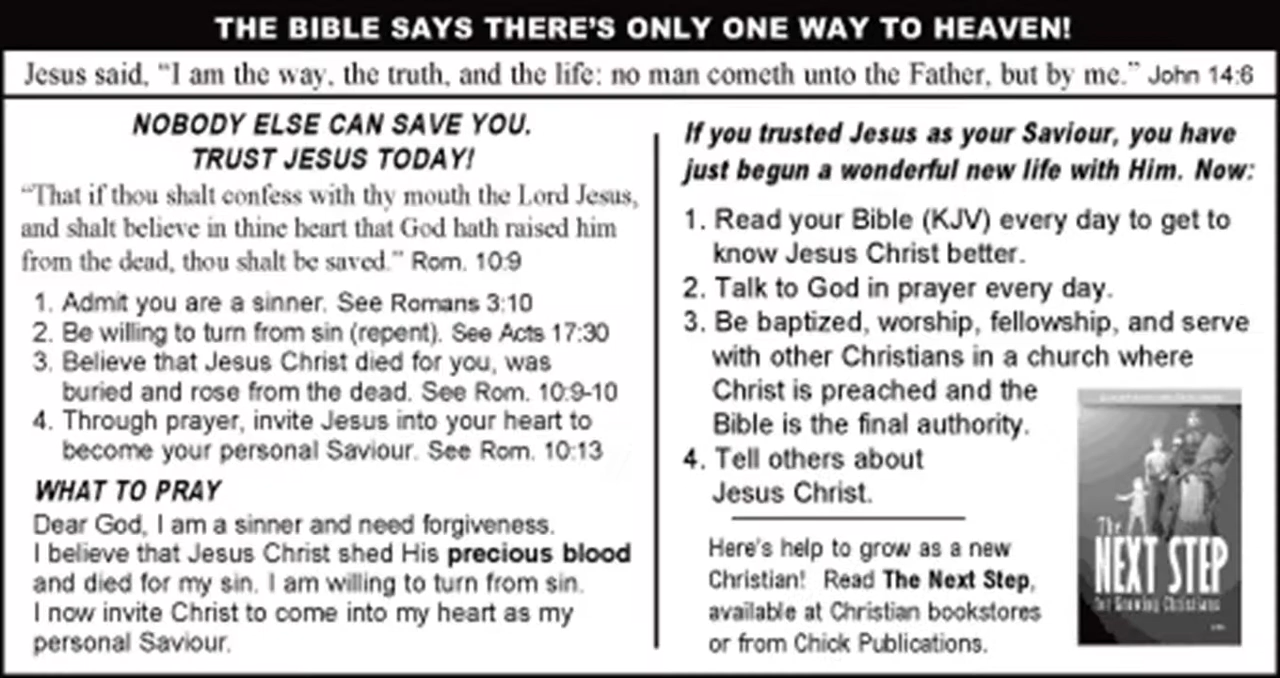 THE BIBLE SAYS THERE'S ONLY ONE WAY TO HEAVEN!
Jesus said, "I am the way, the truth, and the life: no man cometh unto the Father, but by me." John 14:6
NOBODY ELSE CAN SAVE YOU.
TRUST JESUS TODAY!
"That if thou shalt confess with thy mouth the Lord Jesus,
and shalt believe in thine heart that God hath raised him
from the dead, thou shalt be saved." Rom. 10:9
1. Admit you are a sinner. See Romans 3:10
2. Be willing to turn from sin (repent). See Acts 17:30
3. Believe that Jesus Christ died for you, was
buried and rose from the dead. See Rom. 10:9-10
4. Through prayer, invite Jesus into your heart to
become your personal Saviour. See Rom. 10:13
WHAT TO PRAY
Dear God, I am a sinner and need forgiveness.
I believe that Jesus Christ shed His precious blood
and died for my sin. I am willing to turn from sin.
I now invite Christ to come into my heart as my
personal Saviour.
If you trusted Jesus as your Saviour, you have
just begun a wonderful new life with Him. Now:
1. Read your Bible (KJV) every day to get to
know Jesus Christ better.
2. Talk to God in prayer every day.
3. Be baptized, worship, fellowship, and serve
with other Christians in a church where
Christ is preached and the
Bible is the final authority.
4. Tell others about
Jesus Christ.
Here's help to grow as a new
Christian! Read The Next Step,
available at Christian bookstores
or from Chick Publications.
The
NEXT STEP
for Growing Christians